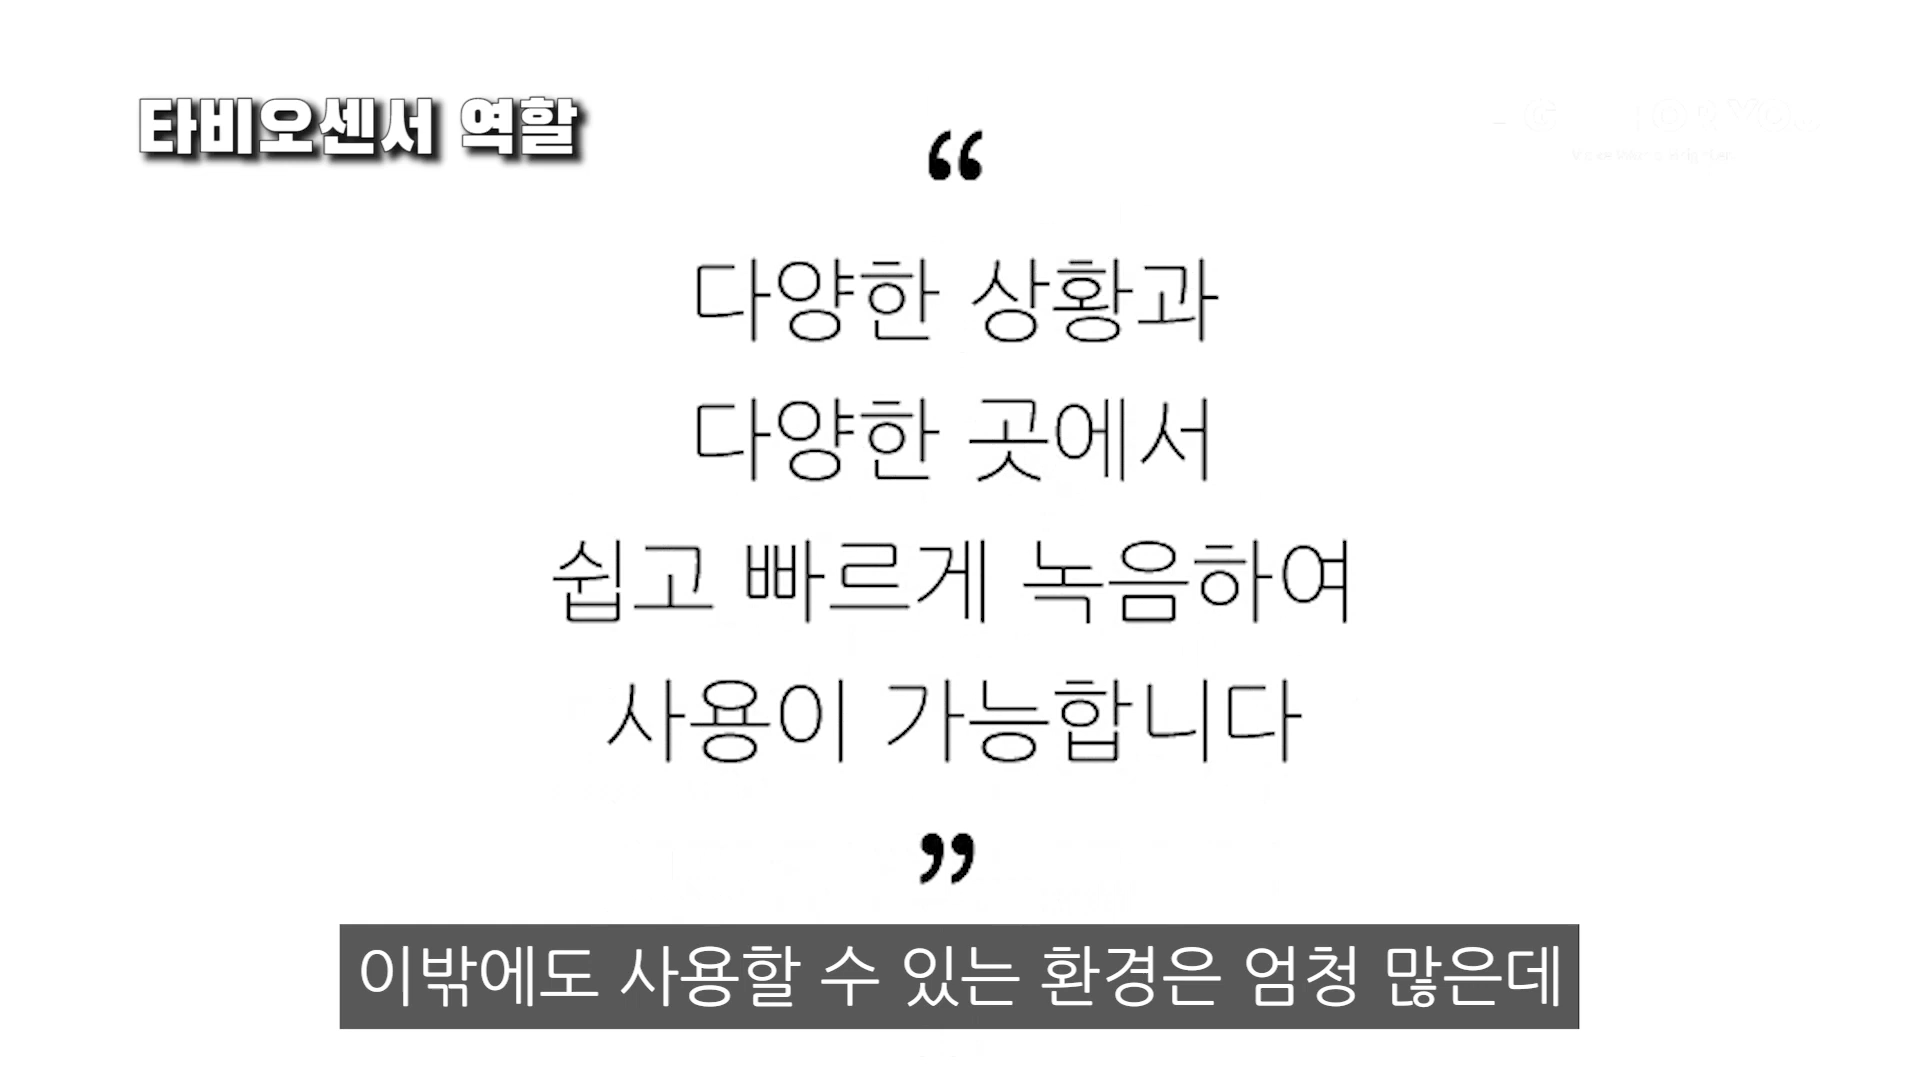 타비오센서 역할
“
다양한 상황과
다양한 곳에서
쉽고 빠르게 녹음하여
사용이 가능합니다
”
이밖에도 사용할 수 있는 환경은 엄청 많은데